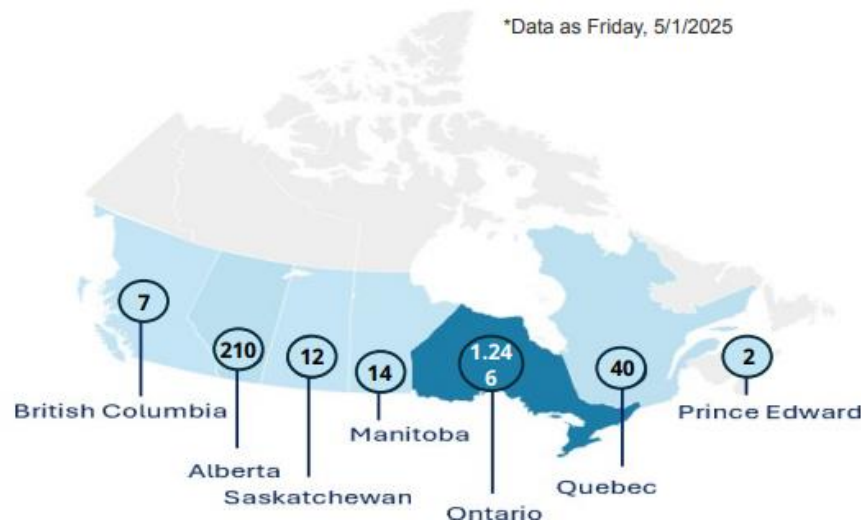 *Data as Friday, 5/1/2025
7
210
12
14
1.24
6
40
2
British Columbia
Alberta
Saskatchewan
Manitoba
Ontario
Quebec
Prince Edward